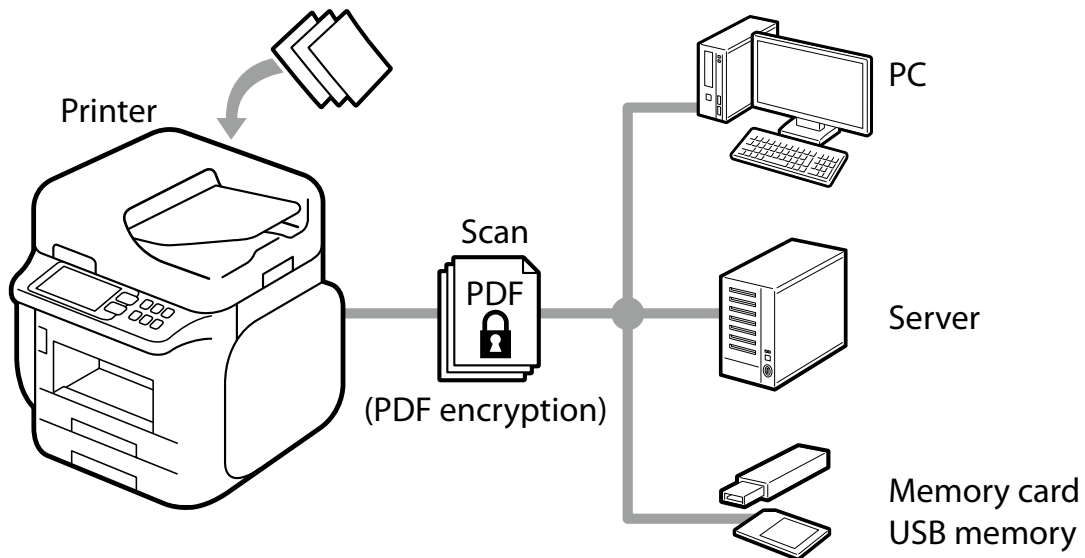 Printer
Scan
PDF
(PDF encryption)
PC
Server
Memory card
USB memory